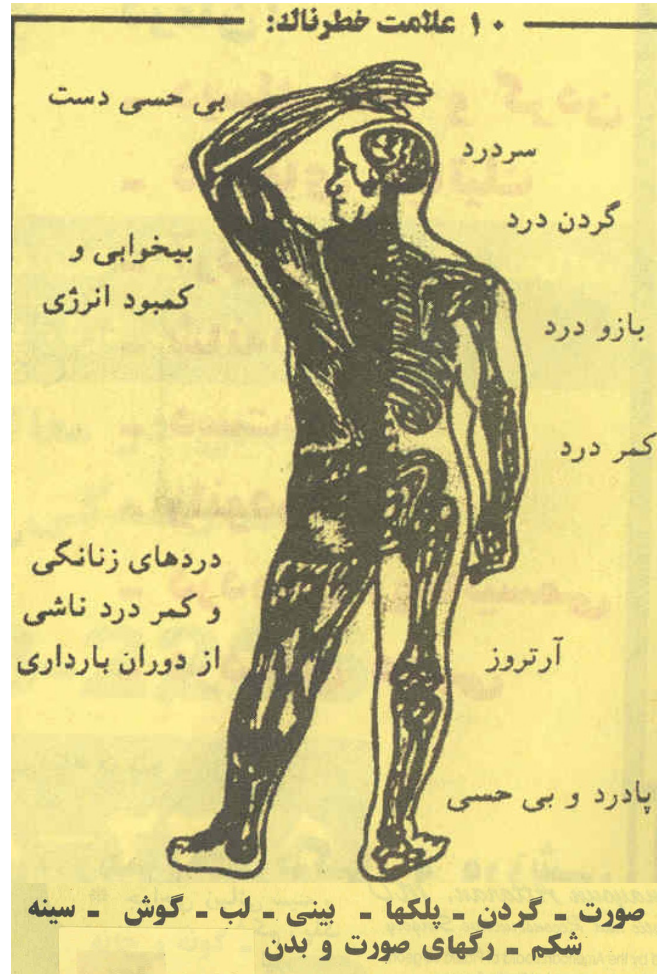 ۱۰ علامت خطرناک:
بی حسی دست
سردرد
گردن درد
بیخوابی و
کمبود انرژی
بازو درد
کمر درد
دردهای زنانگی
و کمر درد ناشی
از دوران بارداری
آرتروز
پادرد و بی حسی
صورت ـ گردن ـ پلکها ـ بینی ـ لب ـ گوش ـ سینه
شکم ـ رگهای صورت و بدن